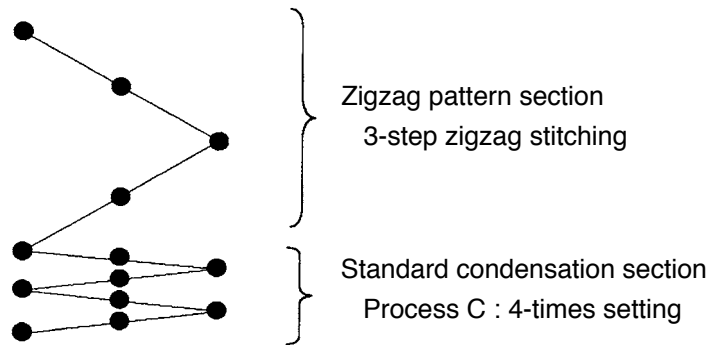 Zigzag pattern section
3-step zigzag stitching
Standard condensation section
Process C : 4-times setting